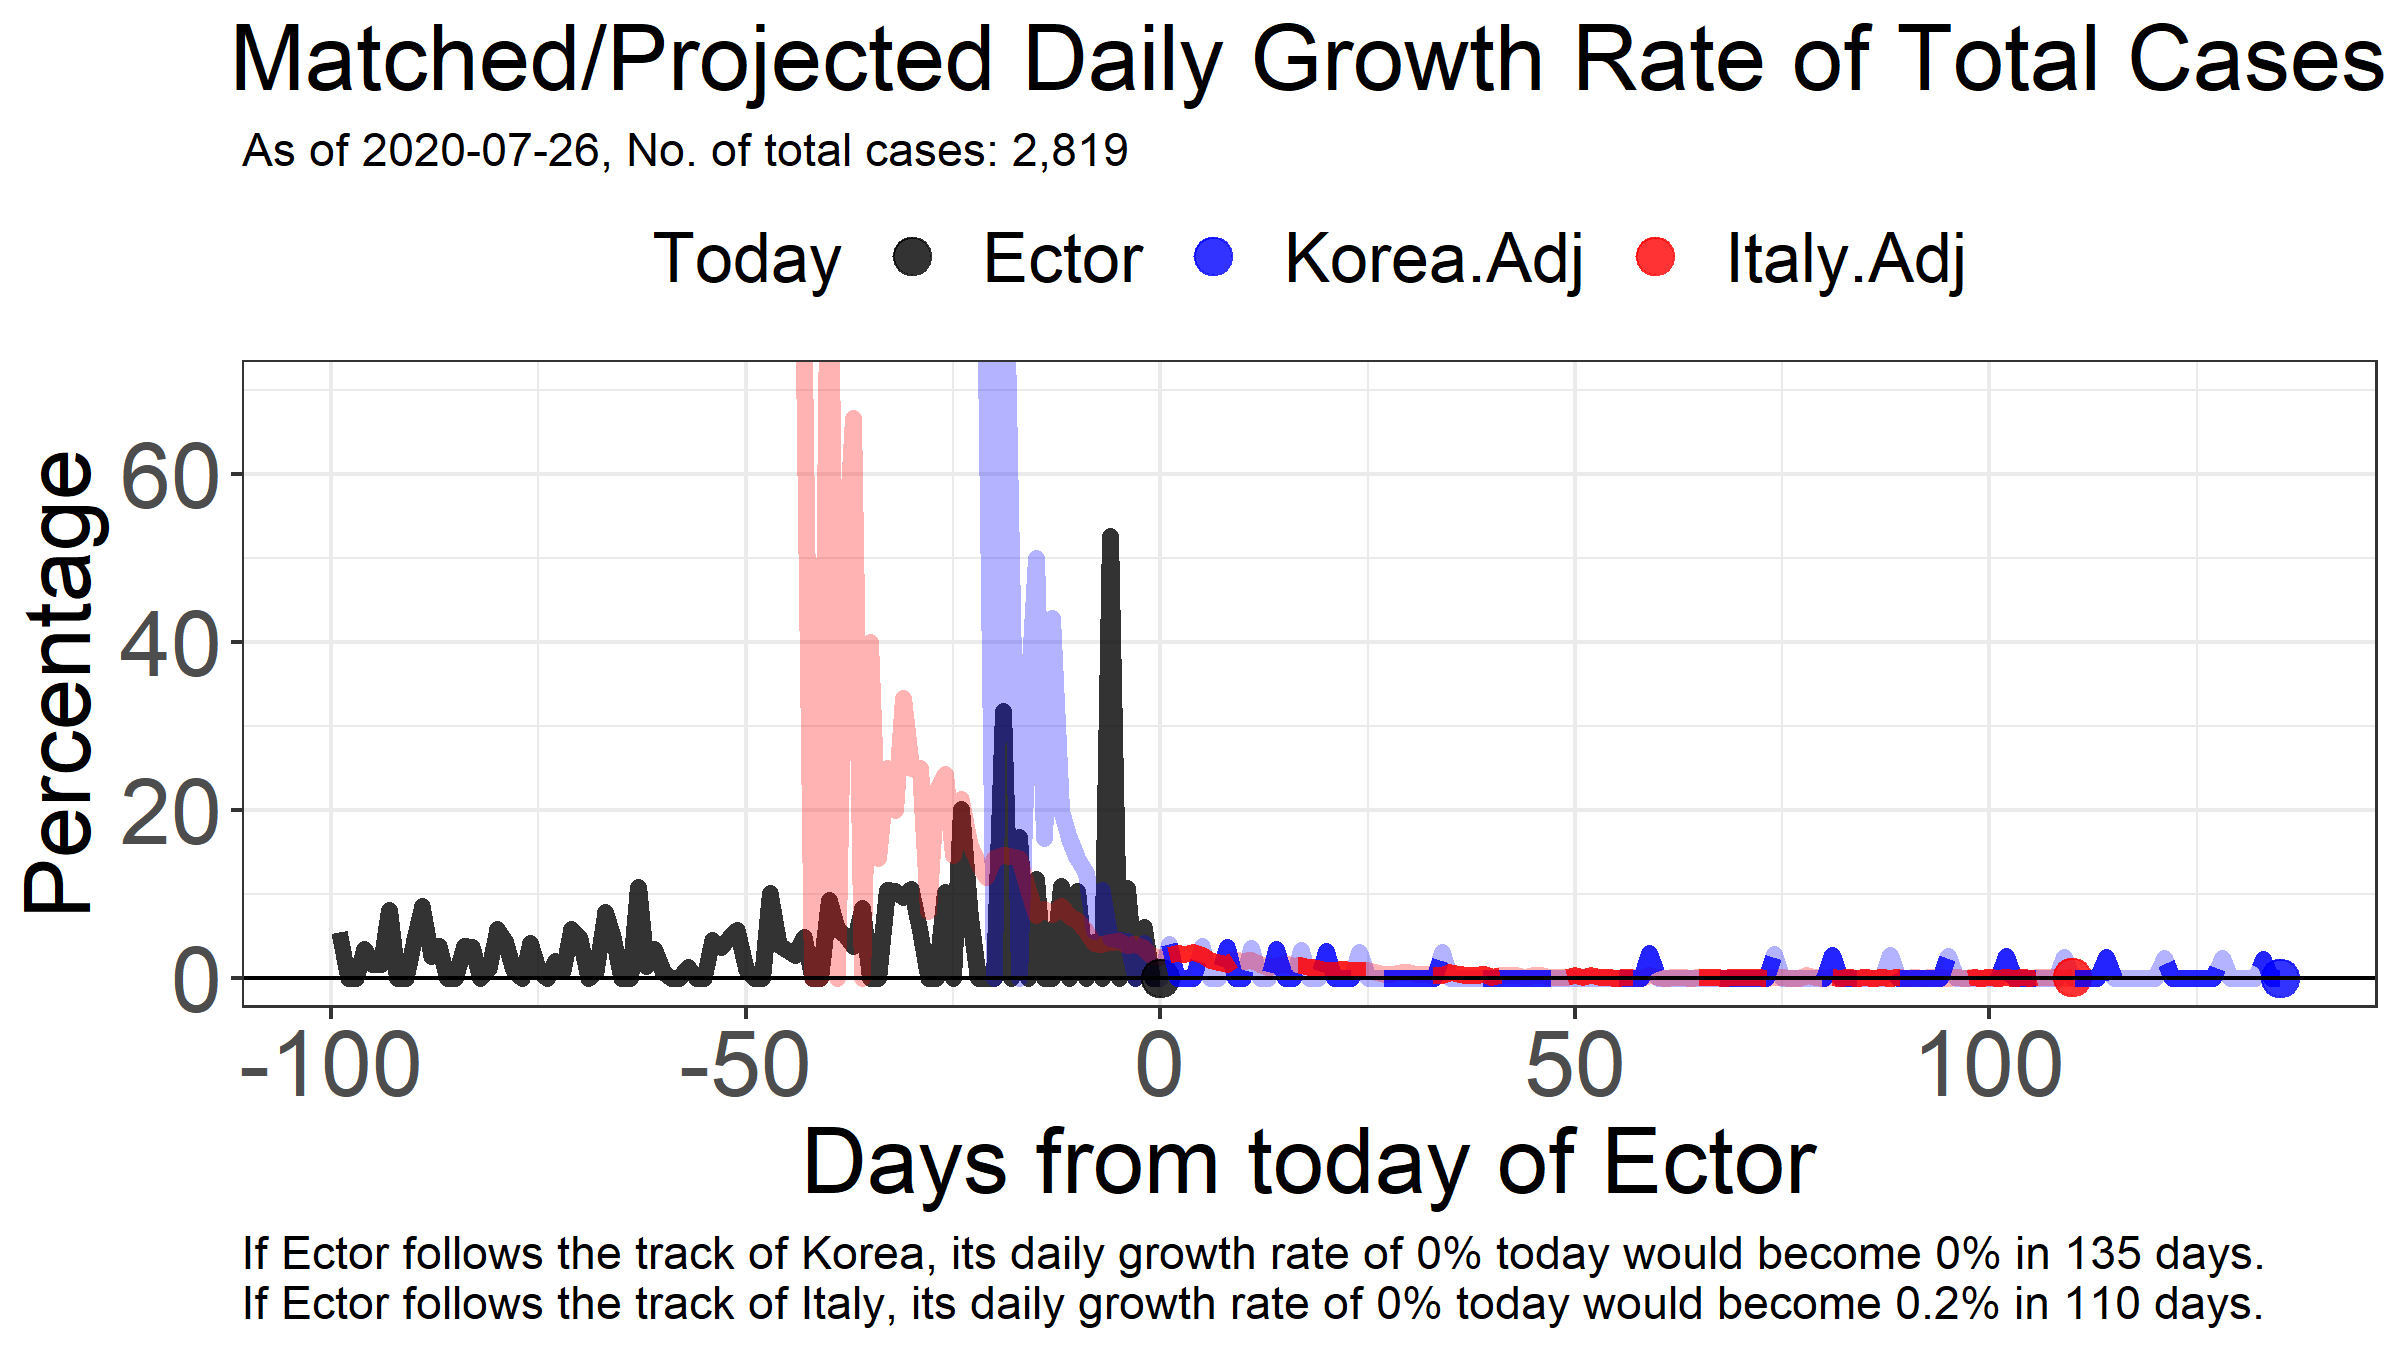 Matched/Projected Daily Growth Rate of Total Cases
As of 2020-07-26, No. of total cases: 2,819
Today Ector Korea.Adj Italy.Adj
Percentage
60
40
20
0
-100 -50 0 50 100
Days from today of Ector
If Ector follows the track of Korea, its daily growth rate of 0% today would become 0% in 135 days.
If Ector follows the track of Italy, its daily growth rate of 0% today would become 0.2% in 110 days.